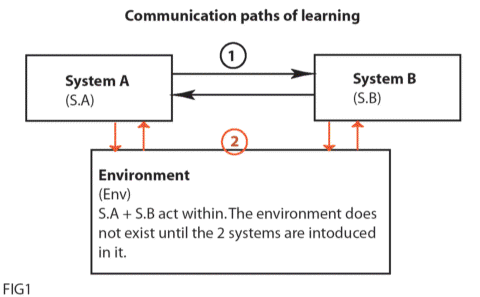 Communication paths of learning
1
System A
(S.A)
System B
(S.B)
2
Environment
(Env)
S.A + S.B act within. The environment does
not exist until the 2 systems are intoduced
in it.
FIG1